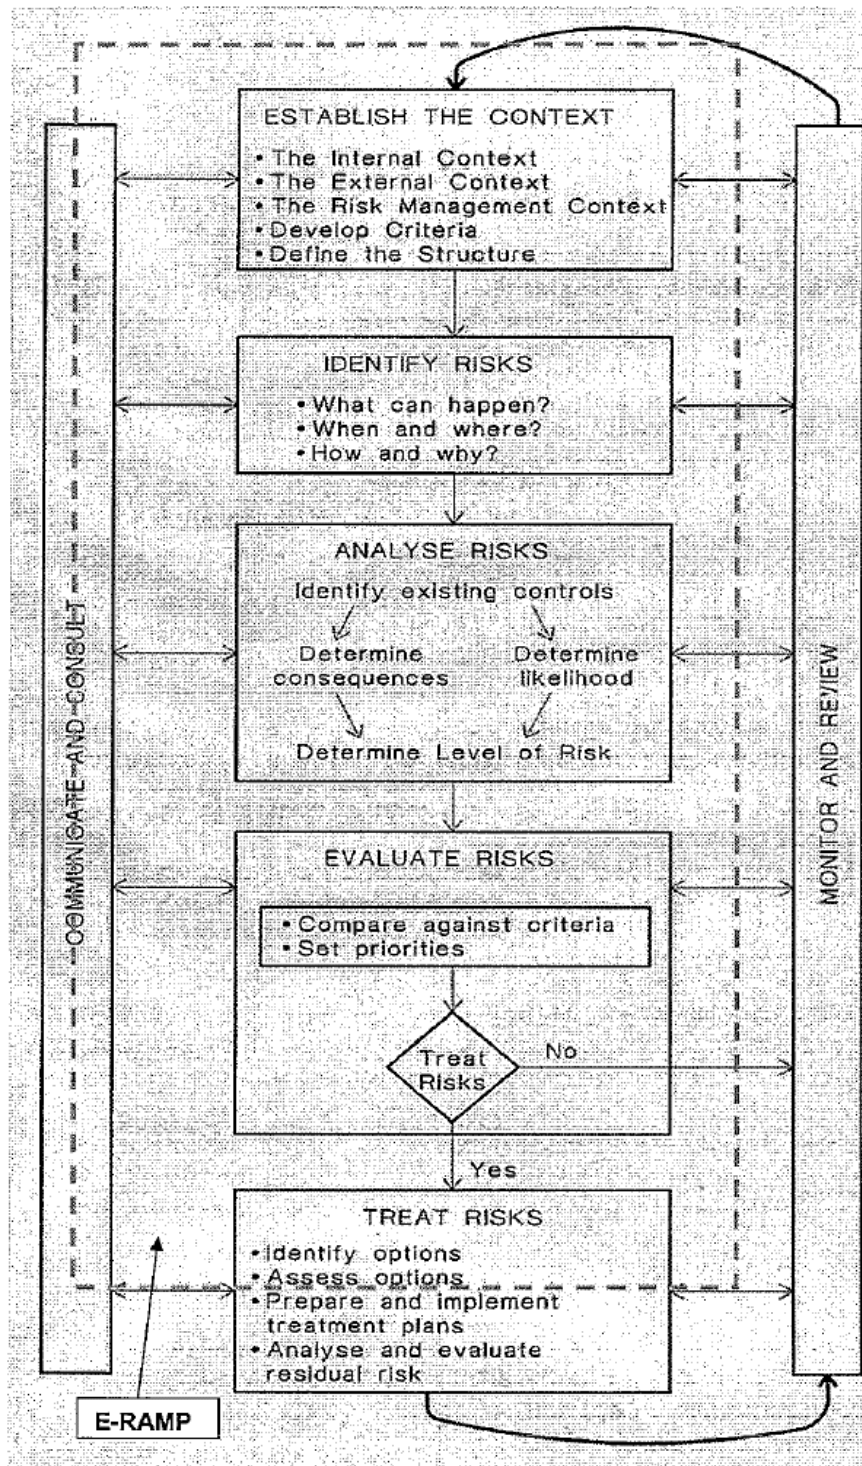 ESTABLISH THE CONTEXT
• The Internal Context
• The External Context
• The Risk Management Context
• Develop Criteria
• Define the Structure
IDENTIFY RISKS
• What can happen?
• When and where?
• How and why?
ANALYSE RISKS
Identify existing controls
Determine consequences
Determine likelihood
Determine Level of Risk
EVALUATE RISKS
• Compare against criteria
• Set priorities
Treat Risks
No
Yes
TREAT RISKS
• Identify options
• Assess options
• Prepare and implement
treatment plans
• Analyse and evaluate
residual risk
COMMUNICATE AND CONSULT
MONITOR AND REVIEW
E-RAMP